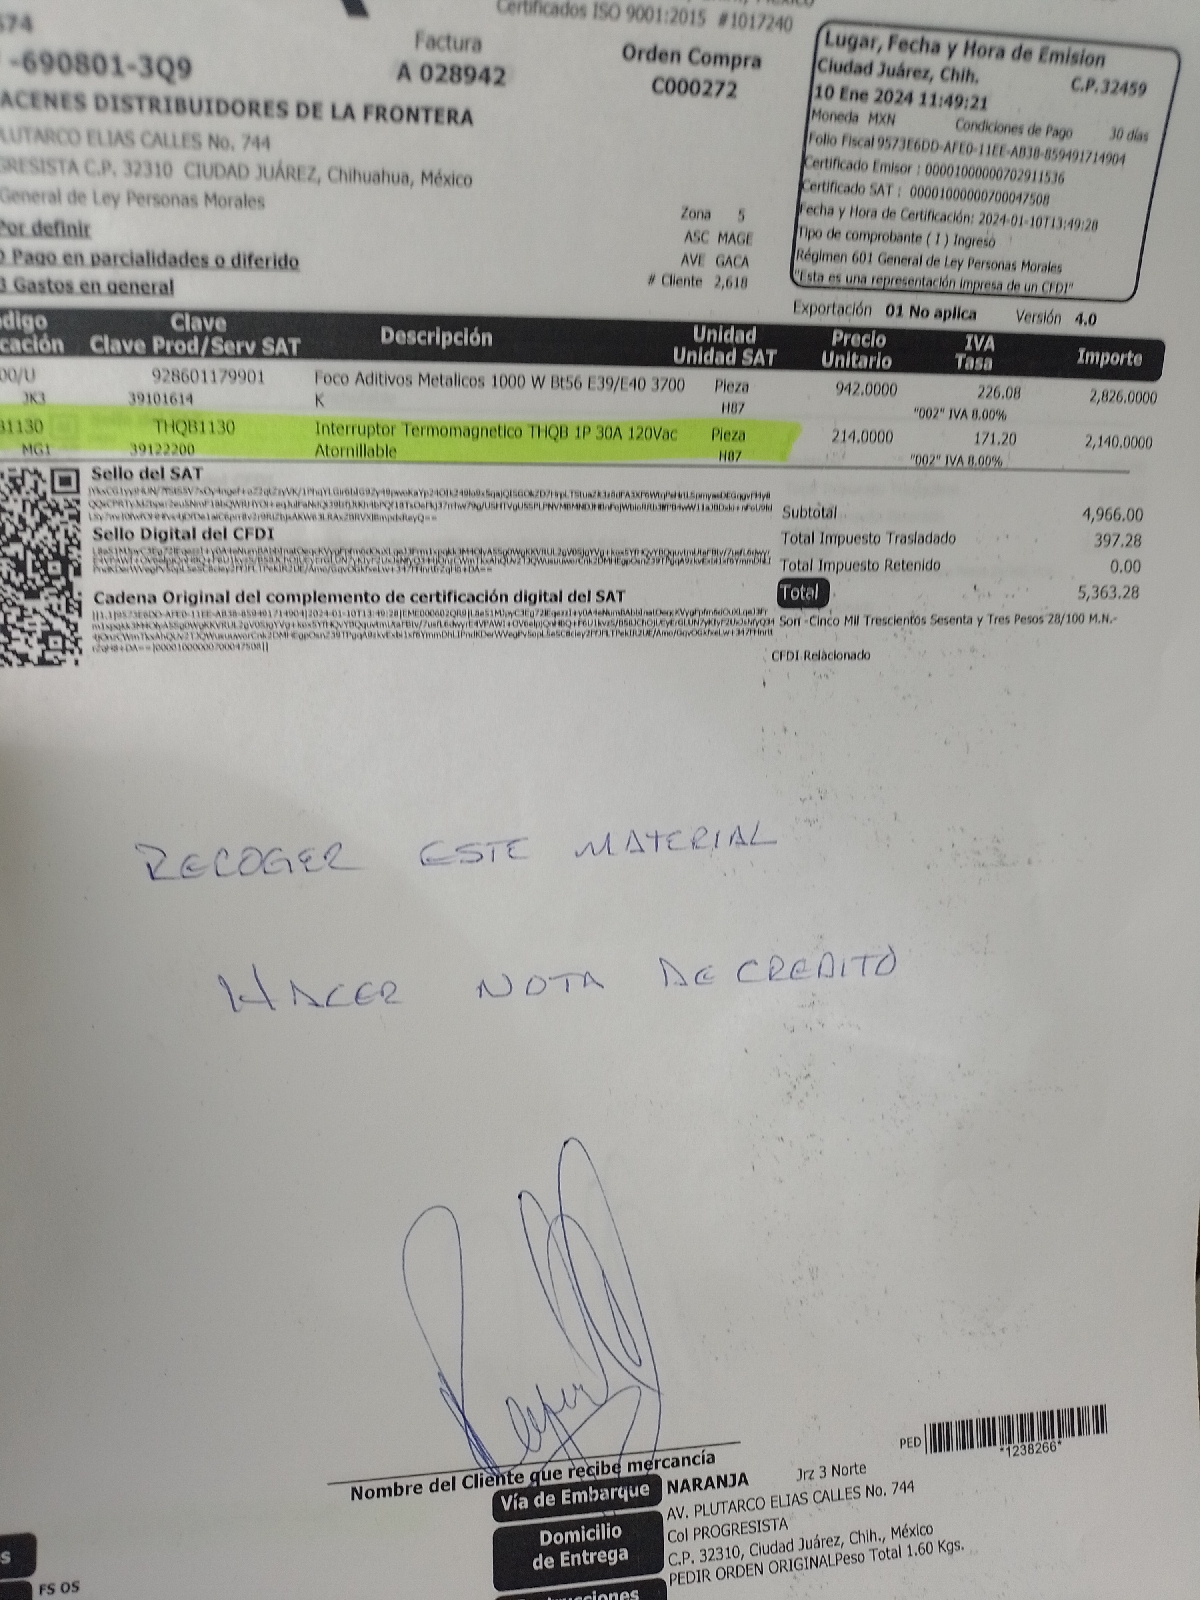 Certificados ISO 9001:2015 #1017240
574
-690801-3Q9
Factura
A 028942
Orden Compra
C000272
ACENES DISTRIBUIDORES DE LA FRONTERA
LUTARCO ELIAS CALLES No. 744
GRESISTA C.P. 32310 CIUDAD JUÁREZ, Chihuahua, México
General de Ley Personas Morales
Por definir
Pago en parcialidades o diferido
3 Gastos en general
Zona 5
ASC MAGE
AVE GACA
# Cliente 2,618
Lugar, Fecha y Hora de Emision
Ciudad Juárez, Chih. C.P.32459
10 Ene 2024 11:49:21
Moneda MXN Condiciones de Pago 30 días
Folio Fiscal 9573E6DD-AFE0-11EE-AB38-859491714904
Certificado Emisor : 00001000000702911536
Certificado SAT : 00001000000700047508
Fecha y Hora de Certificación: 2024-01-10T13:49:28
Tipo de comprobante ( I ) Ingreso
Régimen 601 General de Ley Personas Morales
"Esta es una representación impresa de un CFDI"
Exportación 01 No aplica Versión 4.0
digo Clave Descripción Unidad Precio IVA Importe
cación Clave Prod/Serv SAT Unidad SAT Unitario Tasa
00/U 928601179901 Foco Aditivos Metalicos 1000 W Bt56 E39/E40 3700 Pieza 942.0000 226.08 2,826.0000
JK3 39101614 K H87 "002" IVA 8.00%
B1130 THQB1130 Interruptor Termomagnetico THQB 1P 30A 120Vac Pieza 214.0000 171.20 2,140.0000
MG1 39122200 Atornillable H87 "002" IVA 8.00%
Sello del SAT
Sello Digital del CFDI
Cadena Original del complemento de certificación digital del SAT
Subtotal 4,966.00
Total Impuesto Trasladado 397.28
Total Impuesto Retenido 0.00
Total 5,363.28
Son -Cinco Mil Trescientos Sesenta y Tres Pesos 28/100 M.N.-
CFDI Relacionado
RECOGER ESTE MATERIAL
HACER NOTA DE CREDITO
Nombre del Cliente que recibe mercancía
PED *1238266*
Vía de Embarque NARANJA Jrz 3 Norte
Domicilio
de Entrega
AV. PLUTARCO ELIAS CALLES No. 744
Col PROGRESISTA
C.P. 32310, Ciudad Juárez, Chih., México
PEDIR ORDEN ORIGINALPeso Total 1.60 Kgs.
S
FS OS